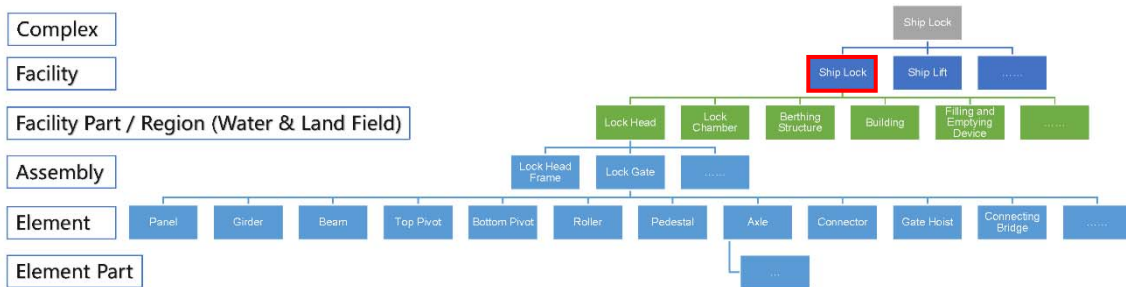 Complex
Ship Lock
Facility
Ship Lock
Ship Lift
......
Facility Part / Region (Water & Land Field)
Lock Head
Lock
Chamber
Berthing
Structure
Building
Filling and
Emptying
Device
......
Assembly
Lock Head
Frame
Lock Gate
......
Element
Panel
Girder
Beam
Top Pivot
Bottom Pivot
Roller
Pedestal
Axle
Connector
Gate Hoist
Connecting
Bridge
......
Element Part
...